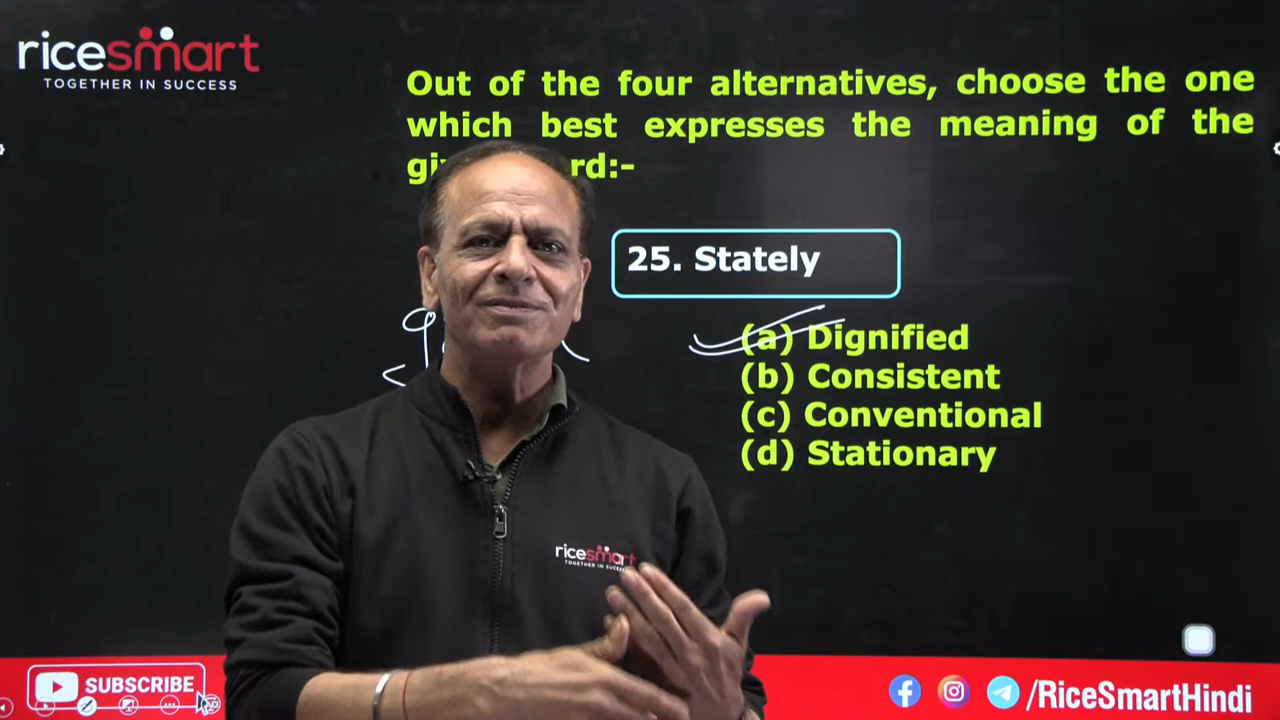 ricesmart
TOGETHER IN SUCCESS
Out of the four alternatives, choose the one
which best expresses the meaning of the
gi rd:-
25. Stately
(a) Dignified
(b) Consistent
(c) Conventional
(d) Stationary
ricesmart
TOGETHER IN SUCCESS
SUBSCRIBE
/RiceSmartHindi